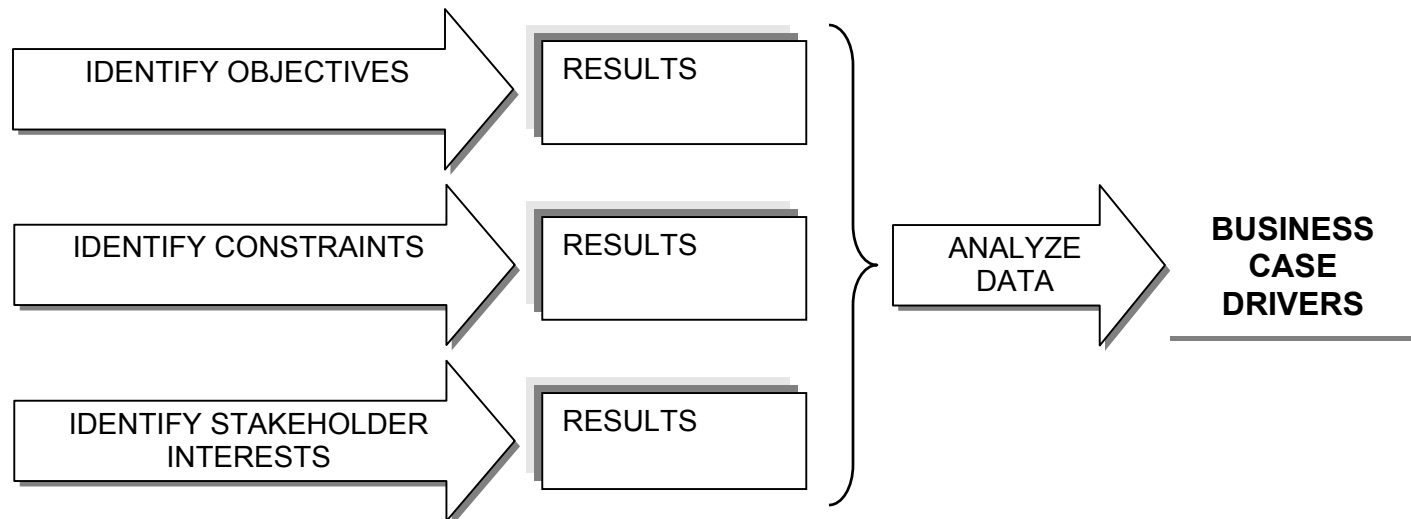 IDENTIFY OBJECTIVES
RESULTS
IDENTIFY CONSTRAINTS
RESULTS
IDENTIFY STAKEHOLDER
INTERESTS
RESULTS
ANALYZE
DATA
BUSINESS
CASE
DRIVERS